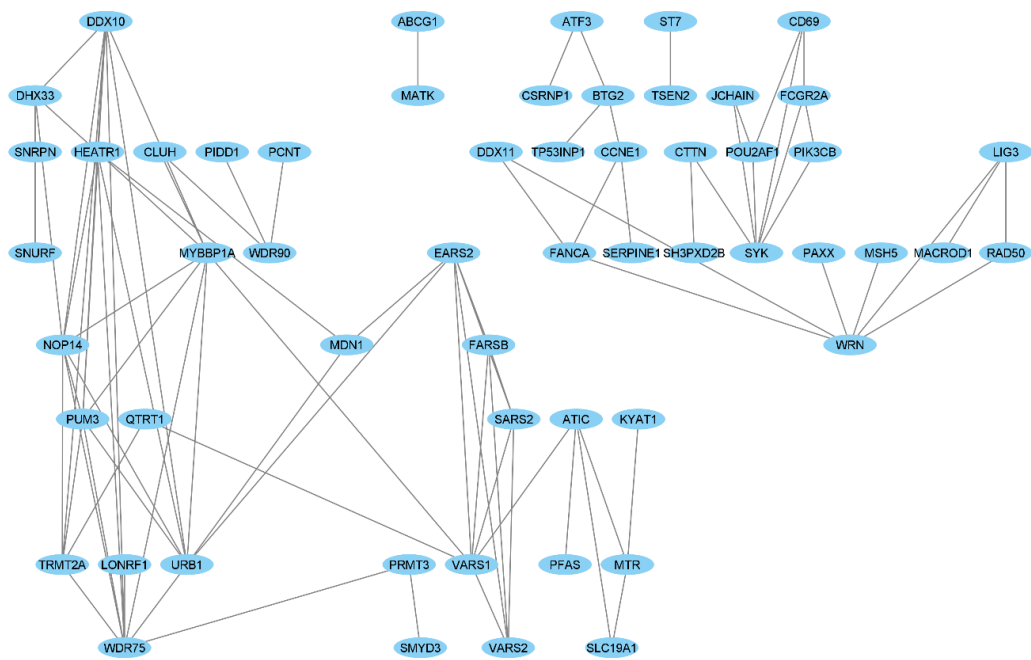 DDX10 ABCG1 ATF3 ST7 CD69
DHX33 MATK CSRNP1 BTG2 TSEN2 JCHAIN FCGR2A
SNRPN HEATR1 CLUH PIDD1 PCNT DDX11 TP53INP1 CCNE1 CTTN POU2AF1 PIK3CB LIG3
SNURF MYBBP1A WDR90 EARS2 FANCA SERPINE1 SH3PXD2B SYK PAXX MSH5 MACROD1 RAD50
NOP14 MDN1 FARSB WRN
PUM3 QTRT1 SARS2 ATIC KYAT1
TRMT2A LONRF1 URB1 PRMT3 VARS1 PFAS MTR
WDR75 SMYD3 VARS2 SLC19A1